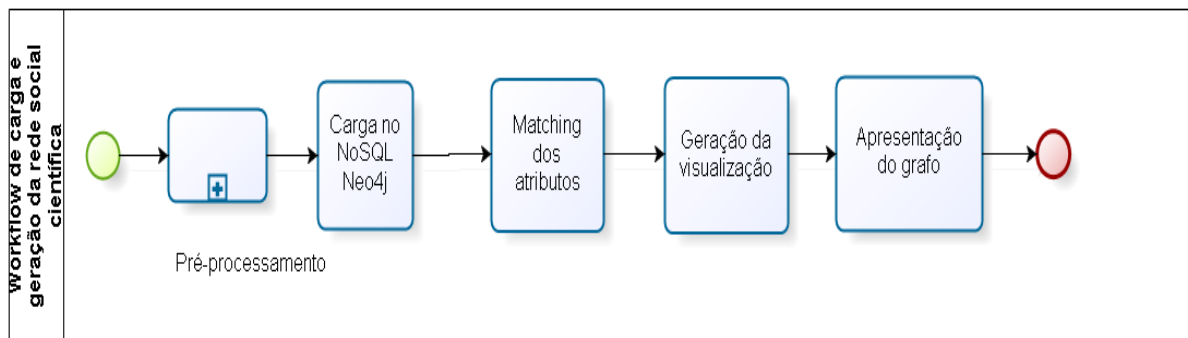 Workflow de carga e
geração da rede social
científica
Pré-processamento
Carga no
NoSQL
Neo4j
Matching
dos
atributos
Geração da
visualização
Apresentação
do grafo